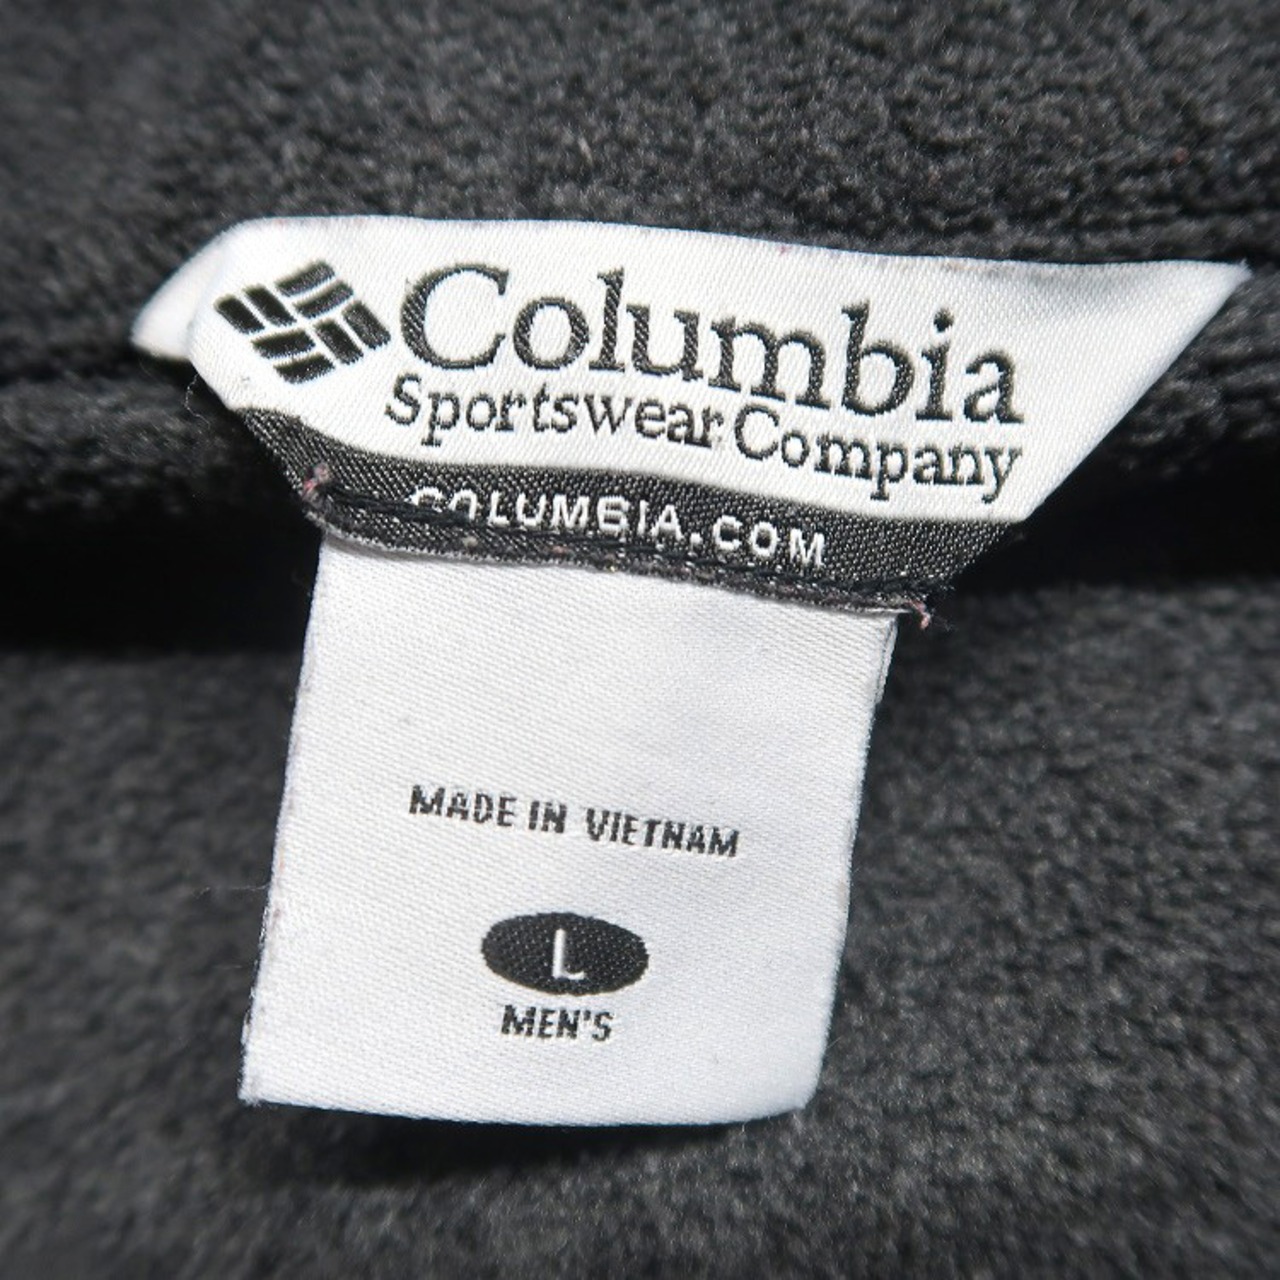 Columbia
Sportswear Company
COLUMBIA.COM
MADE IN VIETNAM
L
MEN'S